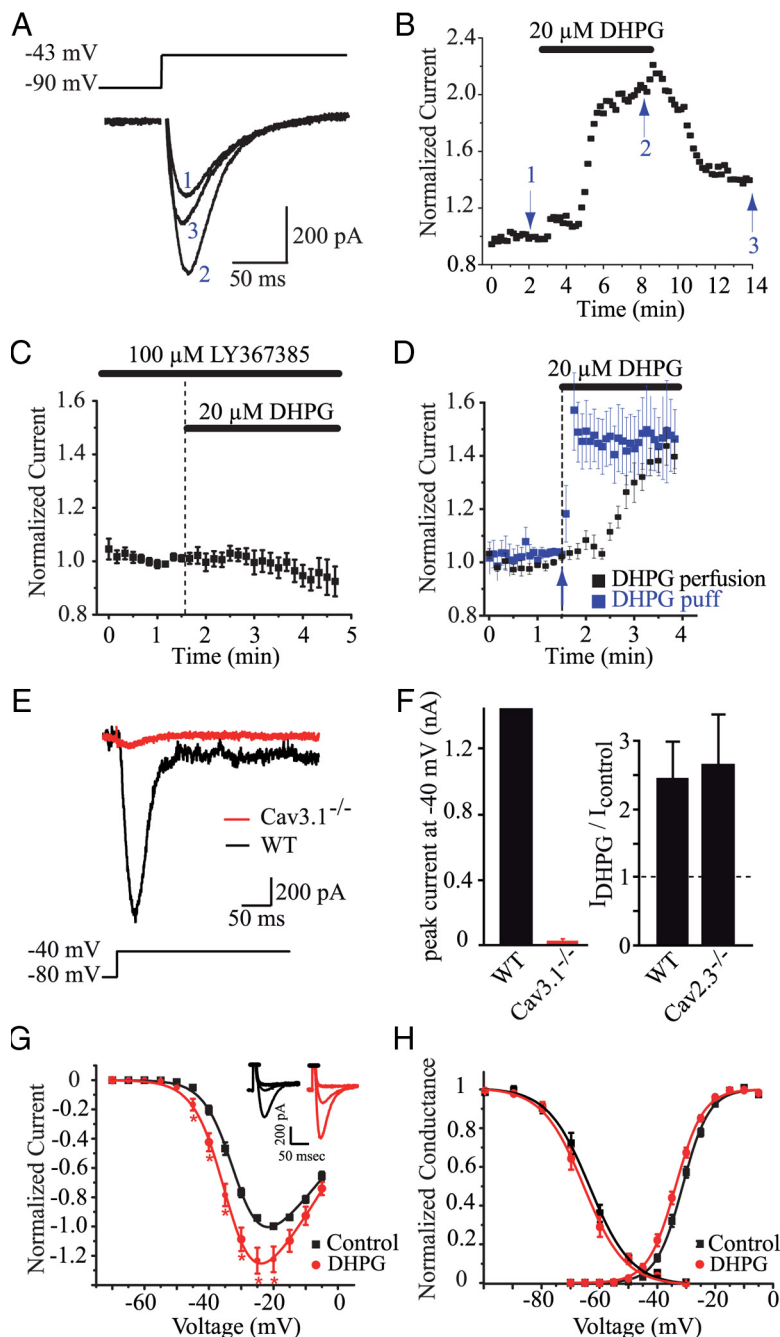 A
-43 mV
-90 mV
1
3
2
200 pA
50 ms
B
20 µM DHPG
Normalized Current
2.4
2.0
1.6
1.2
0.8
1
2
3
0 2 4 6 8 10 12 14
Time (min)
C
100 µM LY367385
20 µM DHPG
Normalized Current
1.6
1.4
1.2
1.0
0.8
0 1 2 3 4 5
Time (min)
D
20 µM DHPG
Normalized Current
1.6
1.4
1.2
1.0
0.8
DHPG perfusion
DHPG puff
0 1 2 3 4
Time (min)
E
Cav3.1-/-
WT
200 pA
50 ms
-40 mV
-80 mV
F
peak current at -40 mV (nA)
1.2
0.8
0.4
0
WT
Cav3.1-/-
IDHPG / Icontrol
3
2
1
0
WT
Cav2.3-/-
G
Normalized Current
0
-0.2
-0.4
-0.6
-0.8
-1.0
-1.2
200 pA
50 msec
* * * * * *
Control
DHPG
-60 -40 -20 0
Voltage (mV)
H
Normalized Conductance
1
0.8
0.6
0.4
0.2
0
Control
DHPG
-80 -60 -40 -20
Voltage (mV)